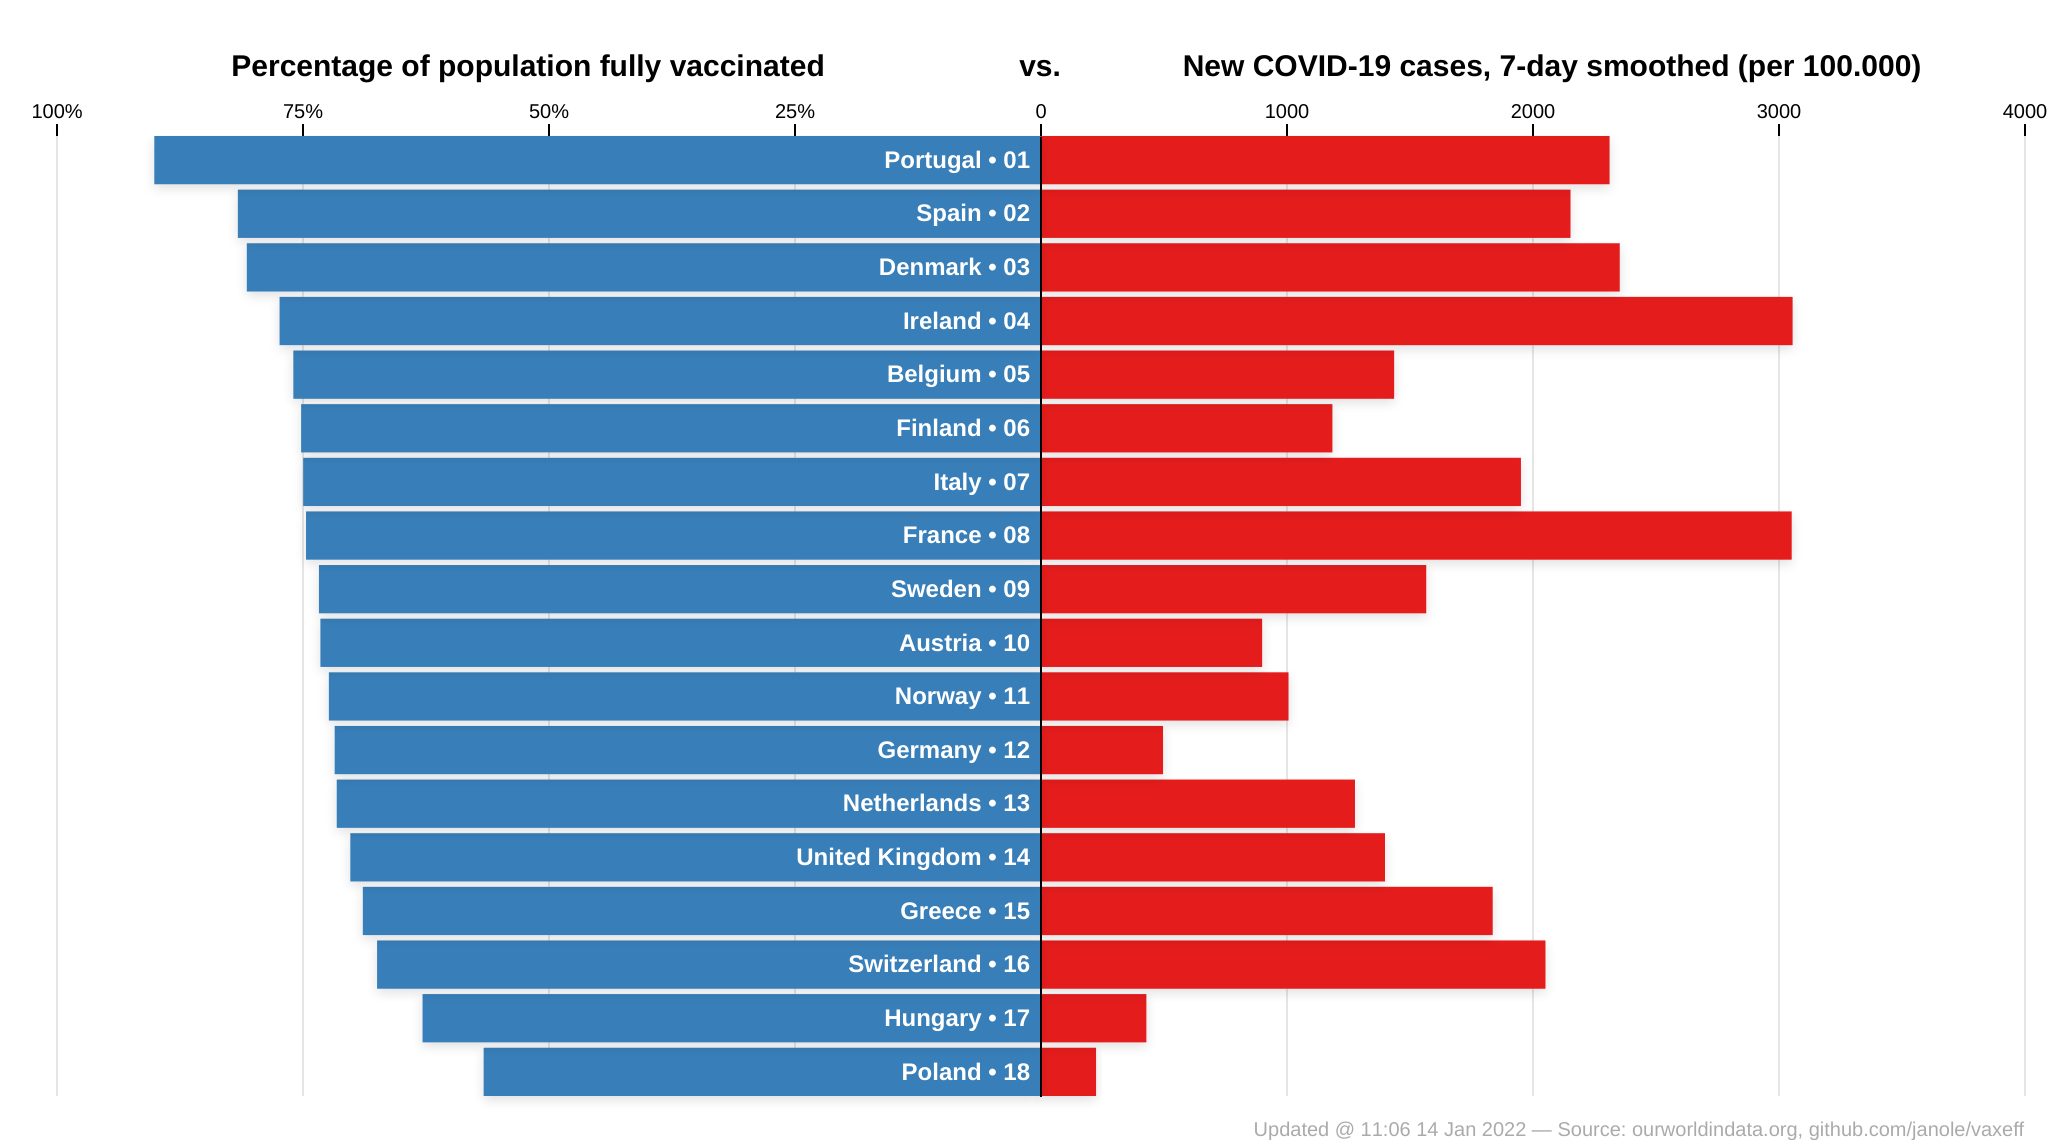 Percentage of population fully vaccinated vs. New COVID-19 cases, 7-day smoothed (per 100.000)
100% 75% 50% 25% 0 1000 2000 3000 4000
Portugal • 01
Spain • 02
Denmark • 03
Ireland • 04
Belgium • 05
Finland • 06
Italy • 07
France • 08
Sweden • 09
Austria • 10
Norway • 11
Germany • 12
Netherlands • 13
United Kingdom • 14
Greece • 15
Switzerland • 16
Hungary • 17
Poland • 18
Updated @ 11:06 14 Jan 2022 — Source: ourworldindata.org, github.com/janole/vaxeff